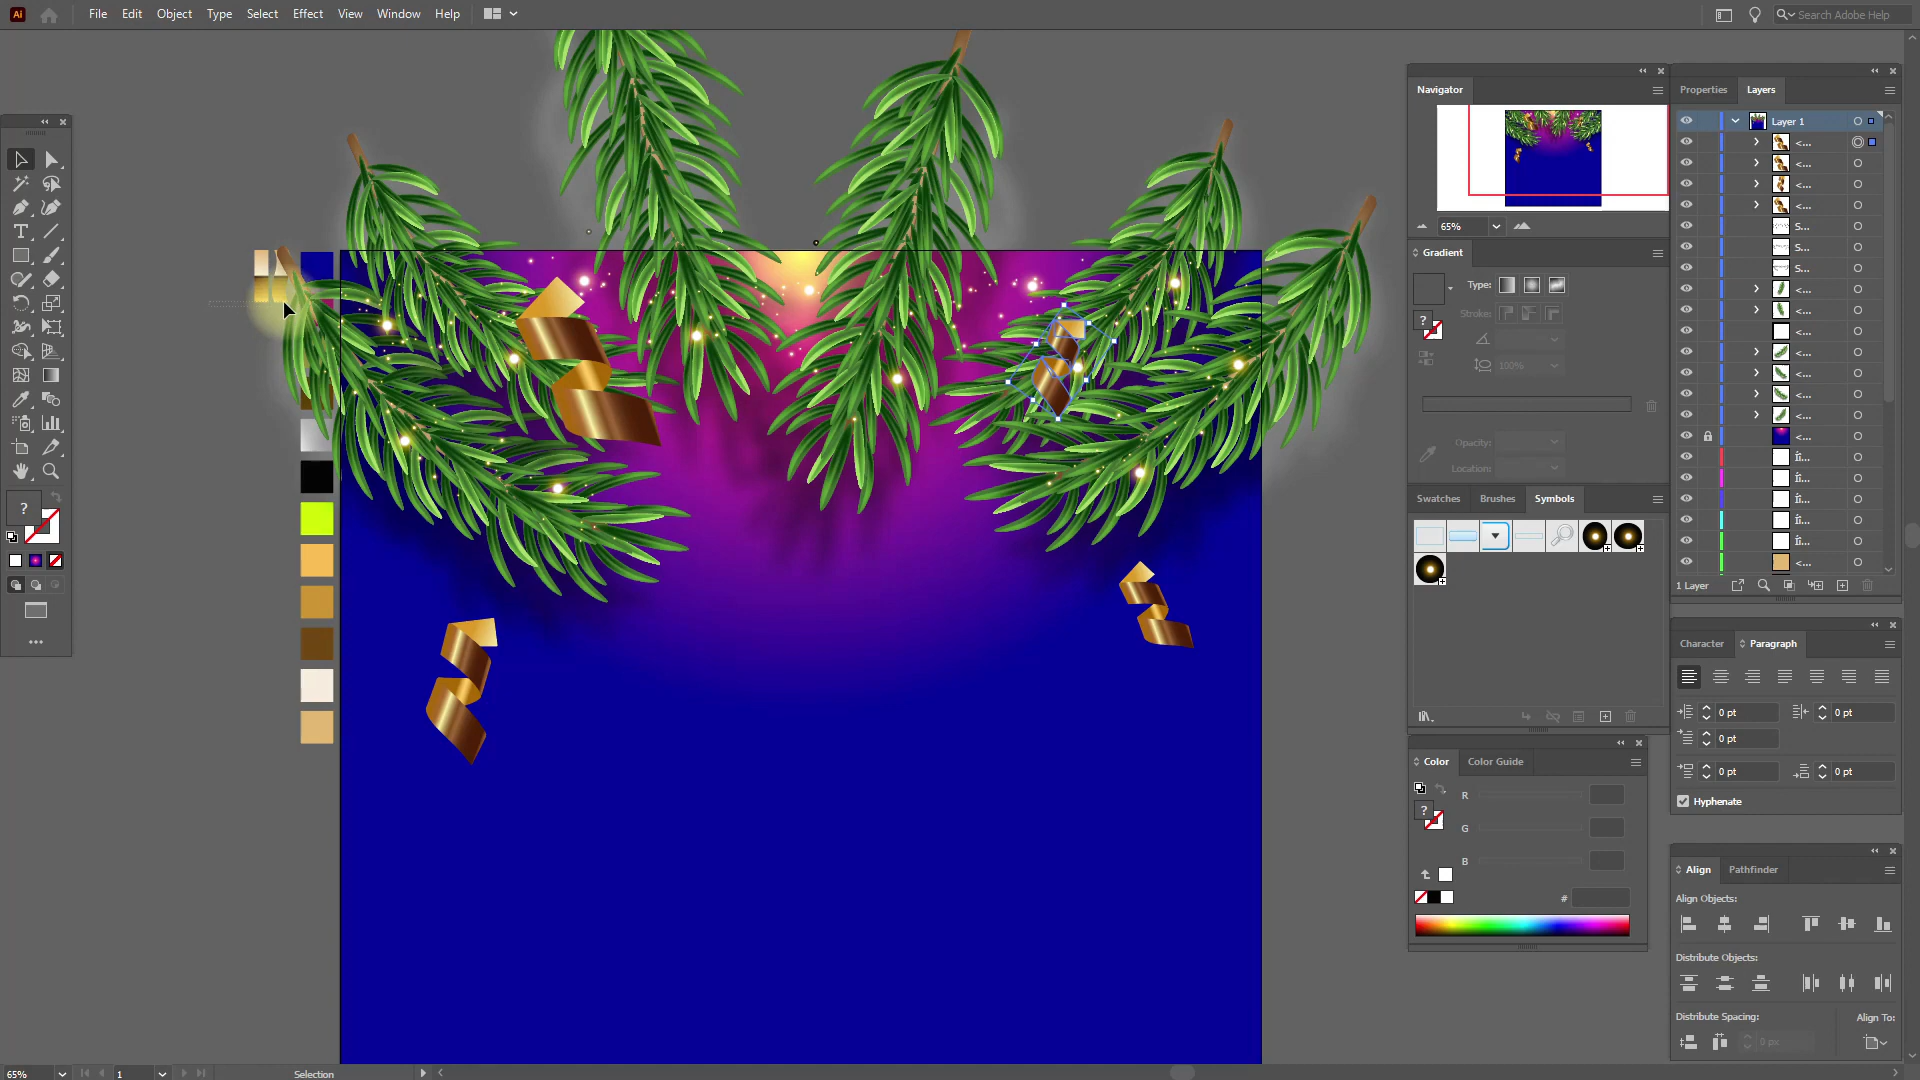 Ai
File Edit Object Type Select Effect View Window Help
Search Adobe Help
Navigator
65%
Gradient
Type:
Stroke:
100%
Opacity:
Location:
Swatches Brushes Symbols
Color Color Guide
R
G
B
#
Properties Layers
Layer 1
<...
<...
<...
<...
S...
S...
S...
<...
<...
<...
<...
<...
<...
<...
<...
<...
1 Layer
Character Paragraph
0 pt
0 pt
0 pt
0 pt
0 pt
Hyphenate
Align Pathfinder
Align Objects:
Distribute Objects:
Distribute Spacing:
Align To:
0 px
65%
1
Selection